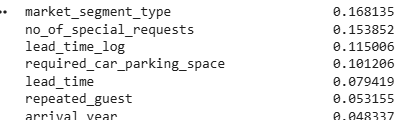 market_segment_type 0.168135
no_of_special_requests 0.153852
lead_time_log 0.115006
required_car_parking_space 0.101206
lead_time 0.079419
repeated_guest 0.053155
arrival_year 0.048337